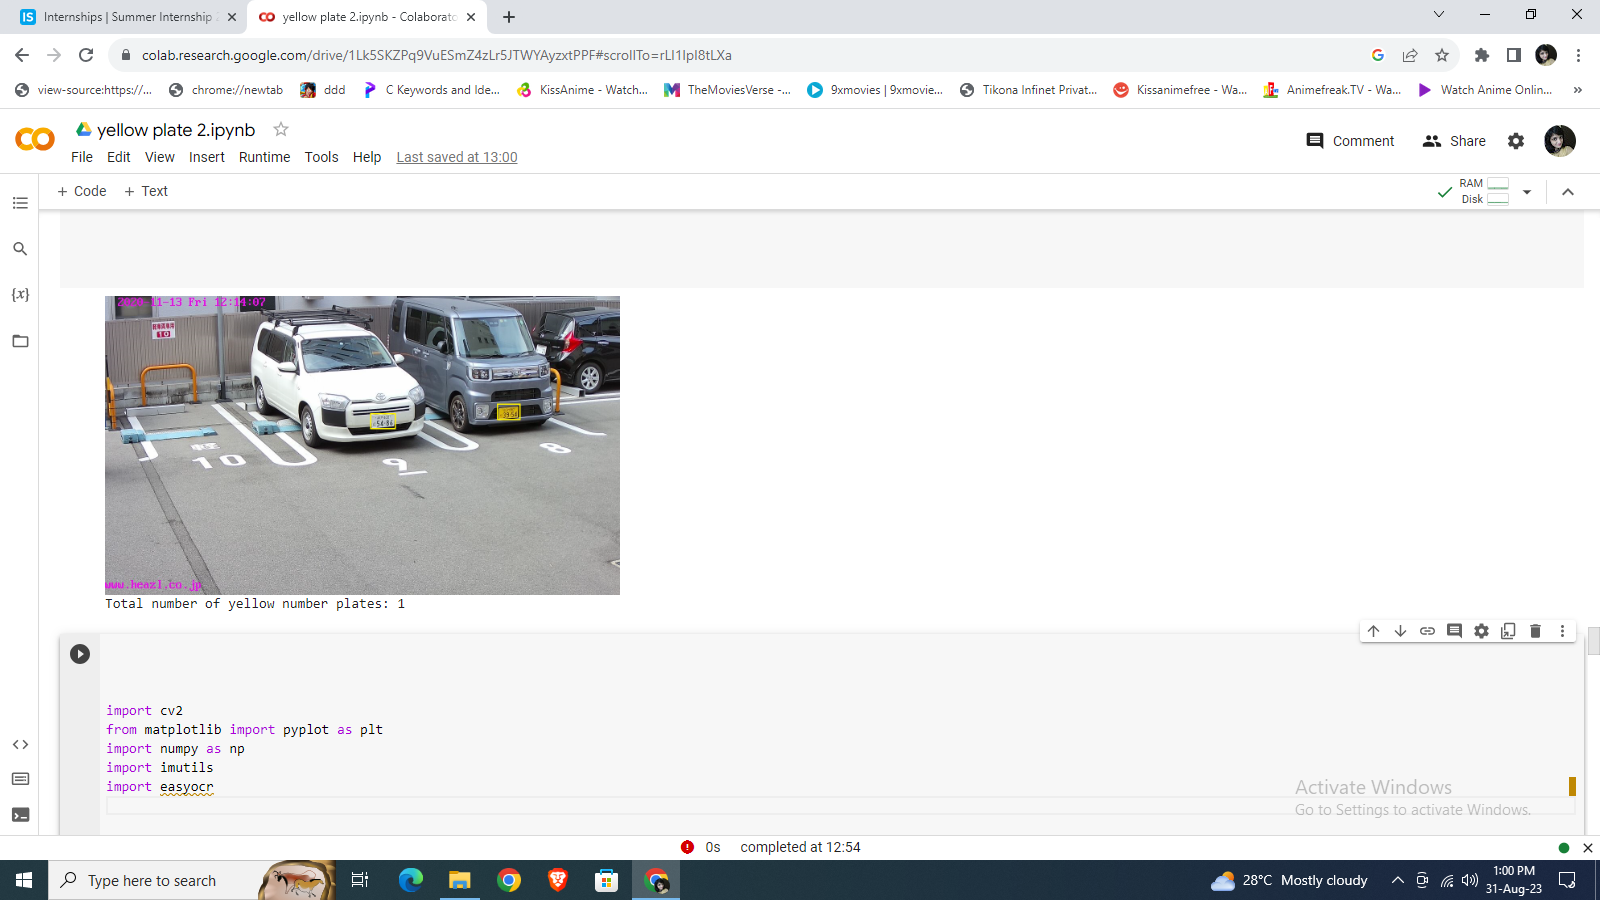 Internships | Summer Internship
yellow plate 2.ipynb - Colaborato
colab.research.google.com/drive/1Lk5SKZPq9VuESmZ4zLr5JTWYAyzxtPPF#scrollTo=rLI1IpI8tLXa
view-source:https://...
chrome://newtab
ddd
C Keywords and Ide...
KissAnime - Watch...
TheMoviesVerse -...
9xmovies | 9xmovie...
Tikona Infinet Privat...
Kissanimefree - Wa...
Animefreak.TV - Wa...
Watch Anime Onlin...
»
yellow plate 2.ipynb
Comment
Share
File Edit View Insert Runtime Tools Help Last saved at 13:00
+ Code + Text
RAM
Disk
{x}
11-13 Fri 12:14:07
10
軽
10
9
8
www.heazl.co.jp
Total number of yellow number plates: 1
import cv2
from matplotlib import pyplot as plt
import numpy as np
import imutils
import easyocr
Activate Windows
Go to Settings to activate Windows.
0s completed at 12:54
Type here to search
28°C Mostly cloudy
1:00 PM
31-Aug-23